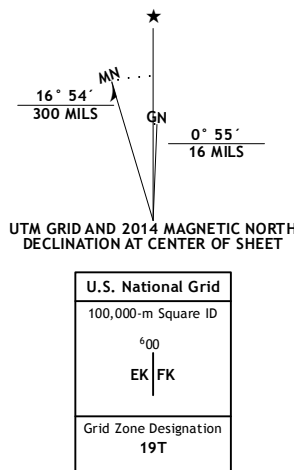 ★
MN
16° 54´
300 MILS
GN
0° 55´
16 MILS
UTM GRID AND 2014 MAGNETIC NORTH
DECLINATION AT CENTER OF SHEET
U.S. National Grid
100,000-m Square ID
⁶00
EK FK
Grid Zone Designation
19T